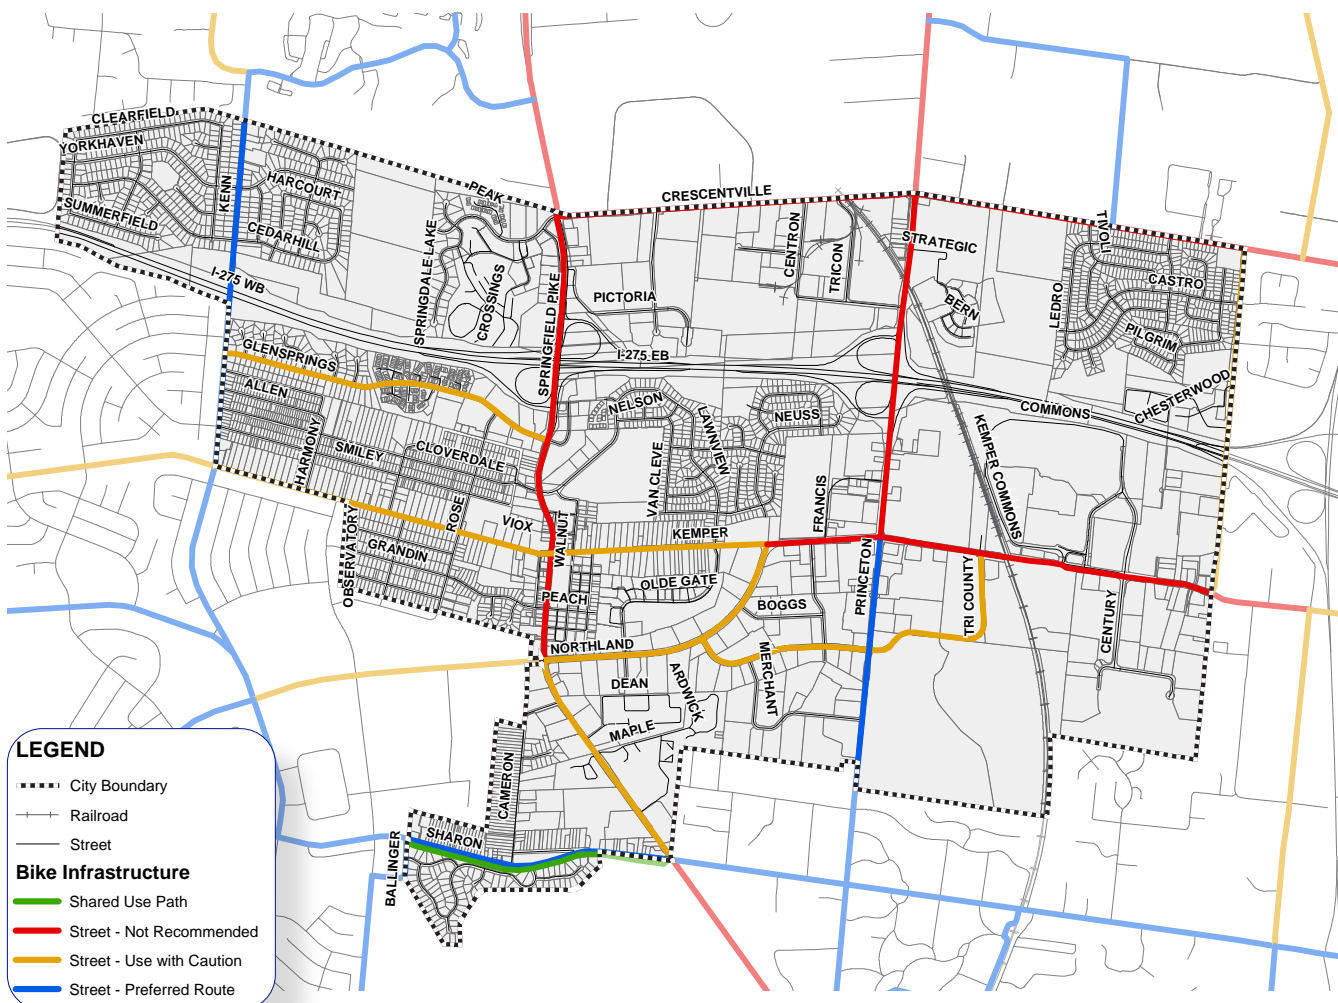 CLEARFIELD
YORKHAVEN
KENN
HARCOURT
PEAK
CRESCENTVILLE
SUMMERFIELD
CEDARHILL
SPRINGDALE LAKE
CROSSINGS
SPRINGFIELD PIKE
CENTRON
TRICON
STRATEGIC
TIVOLI
CASTRO
I-275 WB
PICTORIA
BERN
LEDRO
PILGRIM
GLENSPRINGS
I-275 EB
ALLEN
NELSON
LAWNVIEW
NEUSS
COMMONS
CHESTERWOOD
HARMONY
SMILEY
CLOVERDALE
VAN CLEVE
FRANCIS
KEMPER COMMONS
OBSERVATORY
ROSE
VIOX
WALNUT
KEMPER
GRANDIN
PEACH
OLDE GATE
BOGGS
PRINCETON
TRI COUNTY
CENTURY
NORTHLAND
DEAN
ARDWICK
MERCHANT
MAPLE
CAMERON
SHARON
BALLINGER
LEGEND
City Boundary
Railroad
Street
Bike Infrastructure
Shared Use Path
Street - Not Recommended
Street - Use with Caution
Street - Preferred Route